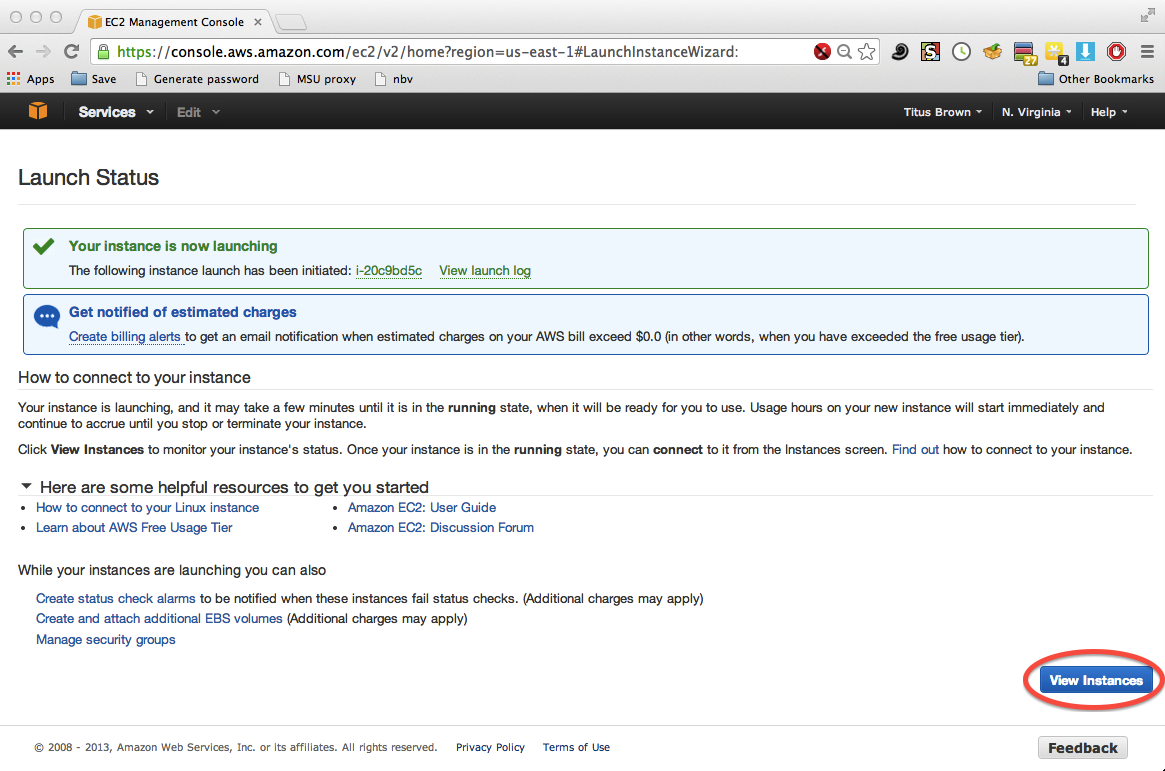 EC2 Management Console
https://console.aws.amazon.com/ec2/v2/home?region=us-east-1#LaunchInstanceWizard:
27
4
Apps Save Generate password MSU proxy nbv Other Bookmarks
Services Edit Titus Brown N. Virginia Help
Launch Status
Your instance is now launching
The following instance launch has been initiated: i-20c9bd5c View launch log
Get notified of estimated charges
Create billing alerts to get an email notification when estimated charges on your AWS bill exceed $0.0 (in other words, when you have exceeded the free usage tier).
How to connect to your instance
Your instance is launching, and it may take a few minutes until it is in the running state, when it will be ready for you to use. Usage hours on your new instance will start immediately and
continue to accrue until you stop or terminate your instance.
Click View Instances to monitor your instance's status. Once your instance is in the running state, you can connect to it from the Instances screen. Find out how to connect to your instance.
Here are some helpful resources to get you started
• How to connect to your Linux instance • Amazon EC2: User Guide
• Learn about AWS Free Usage Tier • Amazon EC2: Discussion Forum
While your instances are launching you can also
Create status check alarms to be notified when these instances fail status checks. (Additional charges may apply)
Create and attach additional EBS volumes (Additional charges may apply)
Manage security groups
View Instances
© 2008 - 2013, Amazon Web Services, Inc. or its affiliates. All rights reserved. Privacy Policy Terms of Use
Feedback